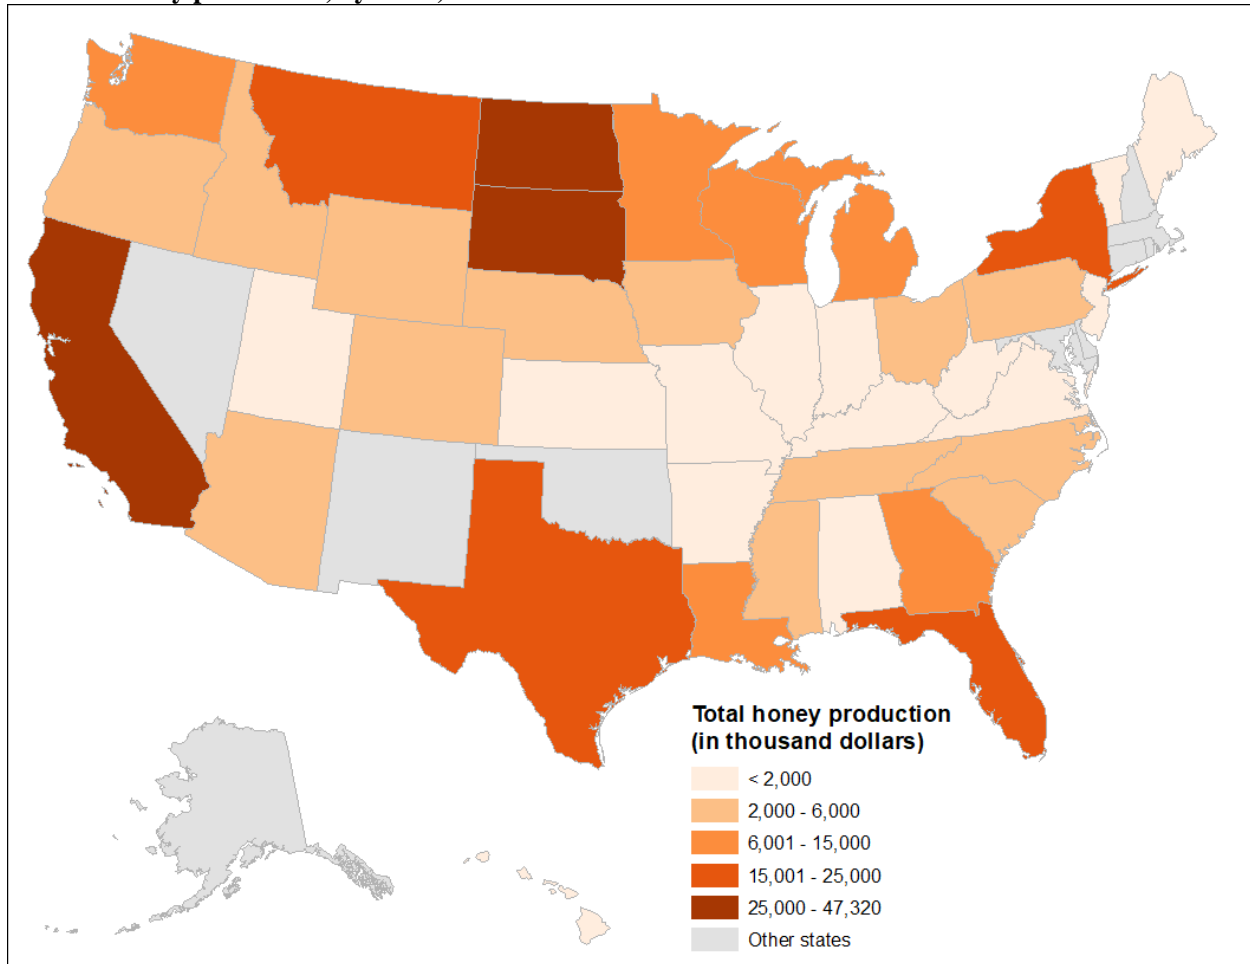 Total honey production
(in thousand dollars)
< 2,000
2,000 - 6,000
6,001 - 15,000
15,001 - 25,000
25,000 - 47,320
Other states